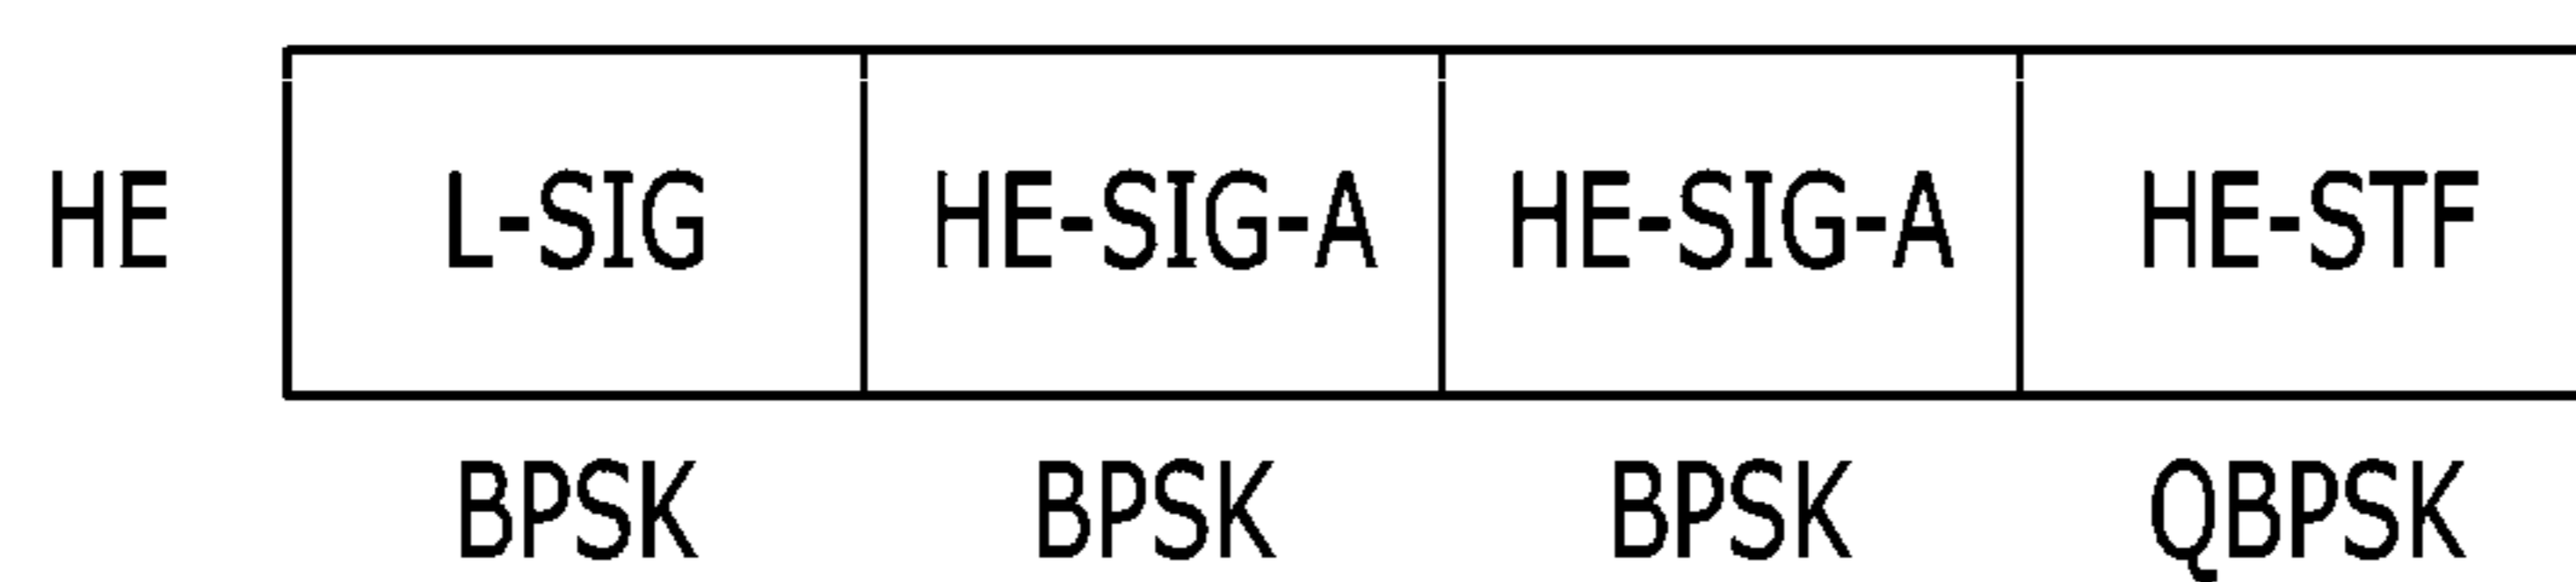 HE L-SIG HE-SIG-A HE-SIG-A HE-STF
BPSK BPSK BPSK QBPSK